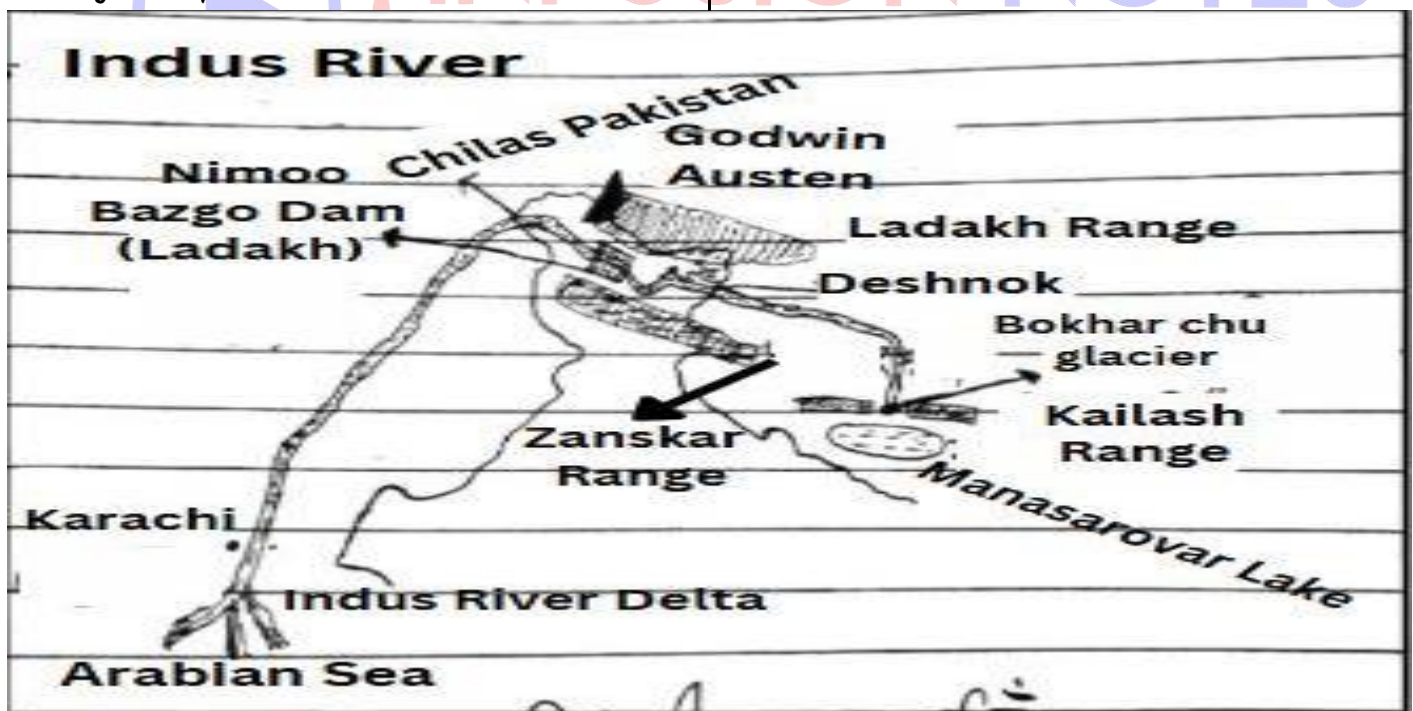 Indus River
Chilas Pakistan
Godwin
Austen
Nimoo
Bazgo Dam
(Ladakh)
Ladakh Range
Deshnok
Bokhar chu
glacier
Kailash
Range
Zanskar
Range
Manasarovar Lake
Karachi
Indus River Delta
Arabian Sea